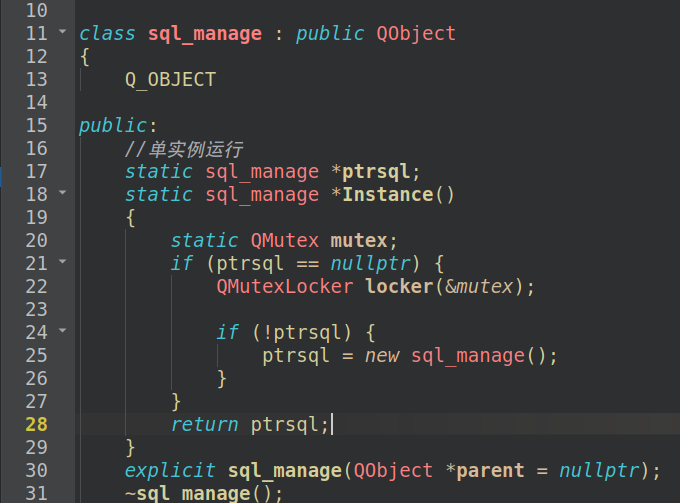 10
11 class sql_manage : public QObject
12 {
13     Q_OBJECT
14
15 public:
16     //单实例运行
17     static sql_manage *ptrsql;
18     static sql_manage *Instance()
19     {
20         static QMutex mutex;
21         if (ptrsql == nullptr) {
22             QMutexLocker locker(&mutex);
23
24             if (!ptrsql) {
25                 ptrsql = new sql_manage();
26             }
27         }
28         return ptrsql;
29     }
30     explicit sql_manage(QObject *parent = nullptr);
31     ~sql_manage();